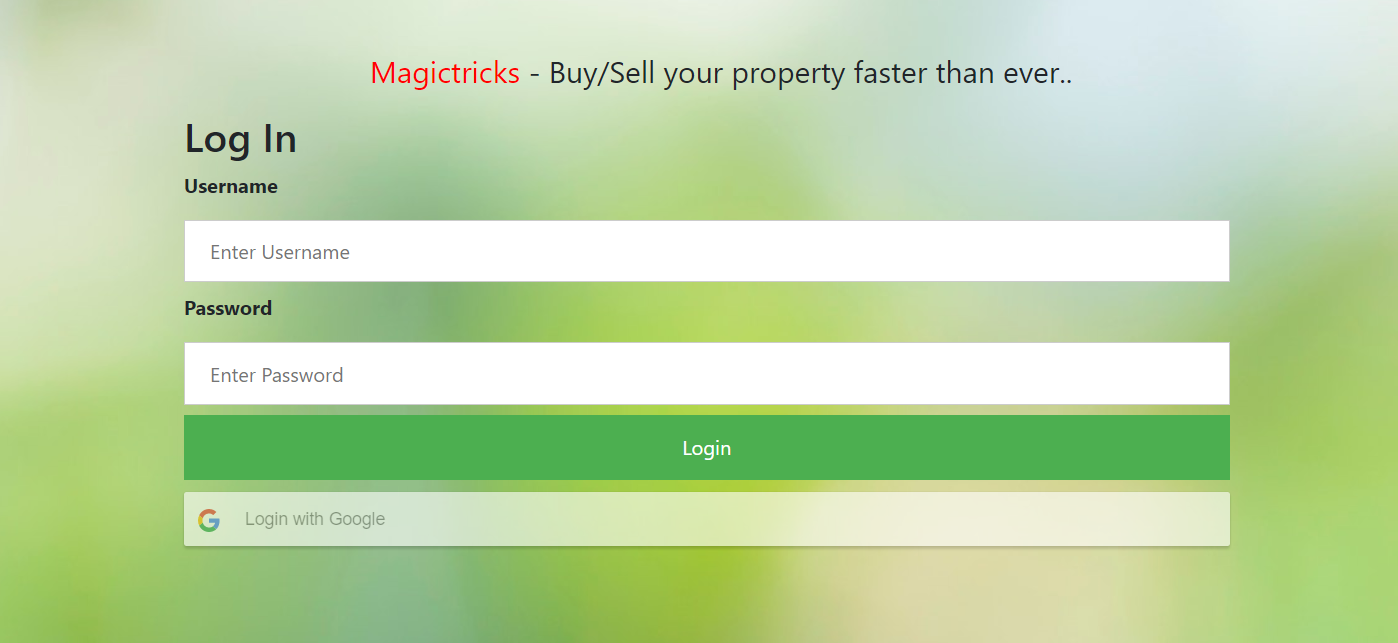 Magictricks - Buy/Sell your property faster than ever..
Log In
Username
Enter Username
Password
Enter Password
Login
Login with Google